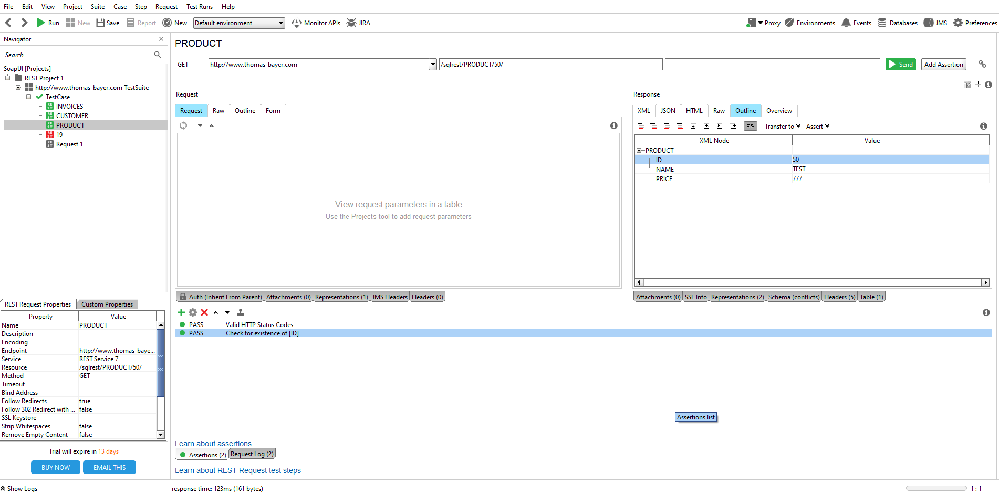 File Edit View Project Suite Case Step Request Test Runs Help
Run New Save Report New Default environment Monitor APIs JIRA Proxy Environments Events Databases JMS Preferences
Navigator
Search
SoapUI [Projects]
REST Project 1
http://www.thomas-bayer.com TestSuite
TestCase
INVOICES
CUSTOMER
PRODUCT
19
Request 1
REST Request Properties Custom Properties
Property Value
Name PRODUCT
Description
Encoding
Endpoint http://www.thomas-baye...
Service REST Service 7
Resource /sqlrest/PRODUCT/50/
Method GET
Timeout
Bind Address
Follow Redirects true
Follow 302 Redirect with ... false
SSL Keystore
Strip Whitespaces false
Remove Empty Content false
Trial will expire in 13 days
BUY NOW EMAIL THIS
PRODUCT
GET http://www.thomas-bayer.com /sqlrest/PRODUCT/50/ Send Add Assertion
Request
Request Raw Outline Form
View request parameters in a table
Use the Projects tool to add request parameters
Auth (Inherit From Parent) Attachments (0) Representations (1) JMS Headers Headers (0)
Response
XML JSON HTML Raw Outline Overview
XS: Transfer to Assert
XML Node Value
PRODUCT
ID 50
NAME TEST
PRICE 777
Attachments (0) SSL Info Representations (2) Schema (conflicts) Headers (5) Table (1)
PASS Valid HTTP Status Codes
PASS Check for existence of [ID]
Assertions list
Learn about assertions
Assertions (2) Request Log (2)
Learn about REST Request test steps
Show Logs response time: 123ms (161 bytes) 1 : 1